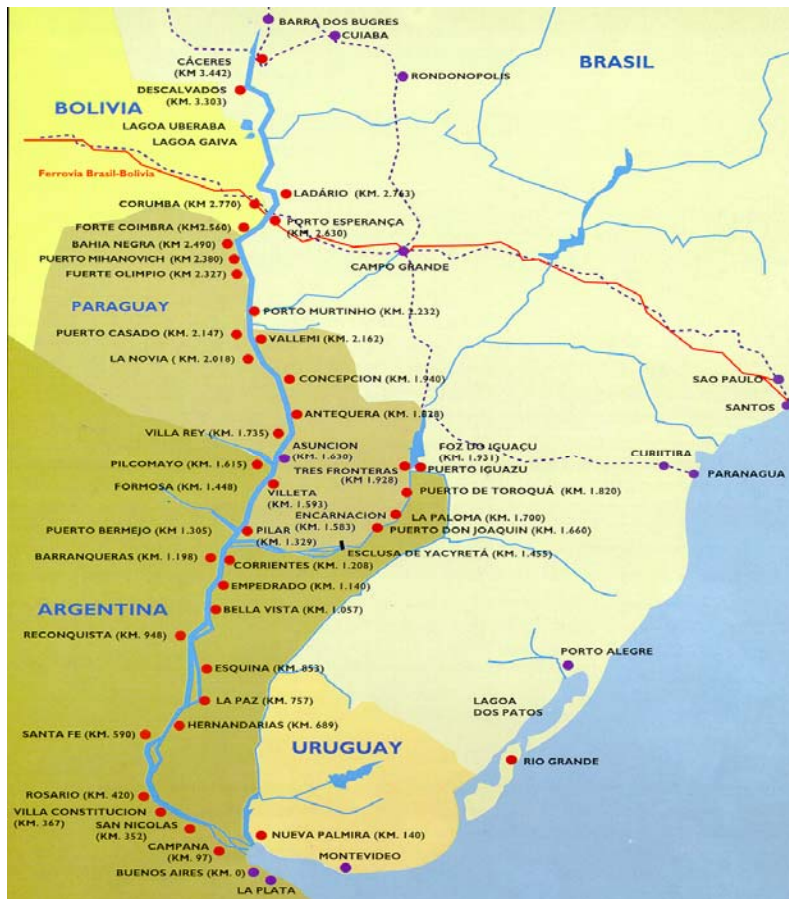 BARRA DOS BUGRES
CUIABA
CÁCERES
(KM 3.442)
BRASIL
RONDONOPOLIS
DESCALVADOS
(KM. 3.303)
BOLIVIA
LAGOA UBERABA
LAGOA GAIVA
Ferrovia Brasil-Bolivia
LADÁRIO (KM. 2.763)
CORUMBA (KM 2.770)
PORTO ESPERANÇA
(KM. 2.630)
FORTE COIMBRA (KM2.560)
BAHIA NEGRA (KM 2.490)
PUERTO MIHANOVICH (KM 2.380)
FUERTE OLIMPIO (KM 2.327)
CAMPO GRANDE
PARAGUAY
PORTO MURTINHO (KM. 2.232)
PUERTO CASADO (KM. 2.147)
VALLEMI (KM. 2.162)
LA NOVIA ( KM. 2.018)
CONCEPCION (KM. 1.940)
SAO PAULO
SANTOS
ANTEQUERA (KM. 1.828)
VILLA REY (KM. 1.735)
ASUNCION
(KM. 1.630)
FOZ DO IGUAÇU
(KM. 1.931)
CURIITIBA
PILCOMAYO (KM. 1.615)
TRES FRONTERAS
(KM 1.928)
PUERTO IGUAZU
PARANAGUA
FORMOSA (KM. 1.448)
VILLETA
(KM. 1.593)
PUERTO DE TOROQUÁ (KM. 1.820)
ENCARNACION
(KM. 1.583)
LA PALOMA (KM. 1.700)
PUERTO DON JOAQUIN (KM. 1.660)
PUERTO BERMEJO (KM 1.305)
PILAR
(KM. 1.329)
ESCLUSA DE YACYRETÁ (KM. 1.455)
BARRANQUERAS (KM. 1.198)
CORRIENTES (KM. 1.208)
EMPEDRADO (KM. 1.140)
ARGENTINA
BELLA VISTA (KM. 1.057)
RECONQUISTA (KM. 948)
PORTO ALEGRE
ESQUINA (KM. 853)
LA PAZ (KM. 757)
LAGOA
DOS PATOS
HERNANDARIAS (KM. 689)
SANTA FE (KM. 590)
URUGUAY
RIO GRANDE
ROSARIO (KM. 420)
VILLA CONSTITUCION
(KM. 367)
SAN NICOLAS
(KM. 352)
NUEVA PALMIRA (KM. 140)
CAMPANA
(KM. 97)
MONTEVIDEO
BUENOS AIRES (KM. 0)
LA PLATA